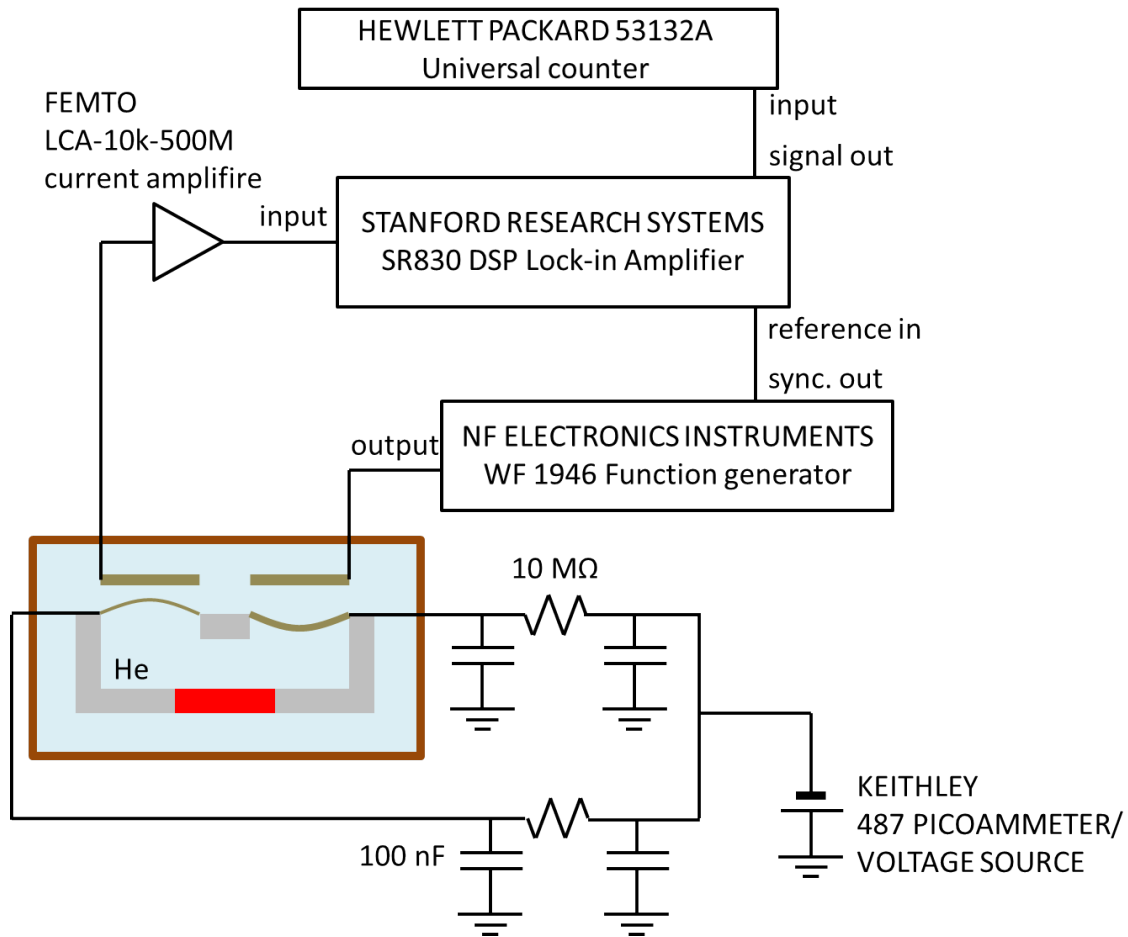 HEWLETT PACKARD 53132A
Universal counter
input
signal out
FEMTO
LCA-10k-500M
current amplifire
input
STANFORD RESEARCH SYSTEMS
SR830 DSP Lock-in Amplifier
reference in
sync. out
output
NF ELECTRONICS INSTRUMENTS
WF 1946 Function generator
10 MΩ
He
100 nF
KEITHLEY
487 PICOAMMETER/
VOLTAGE SOURCE